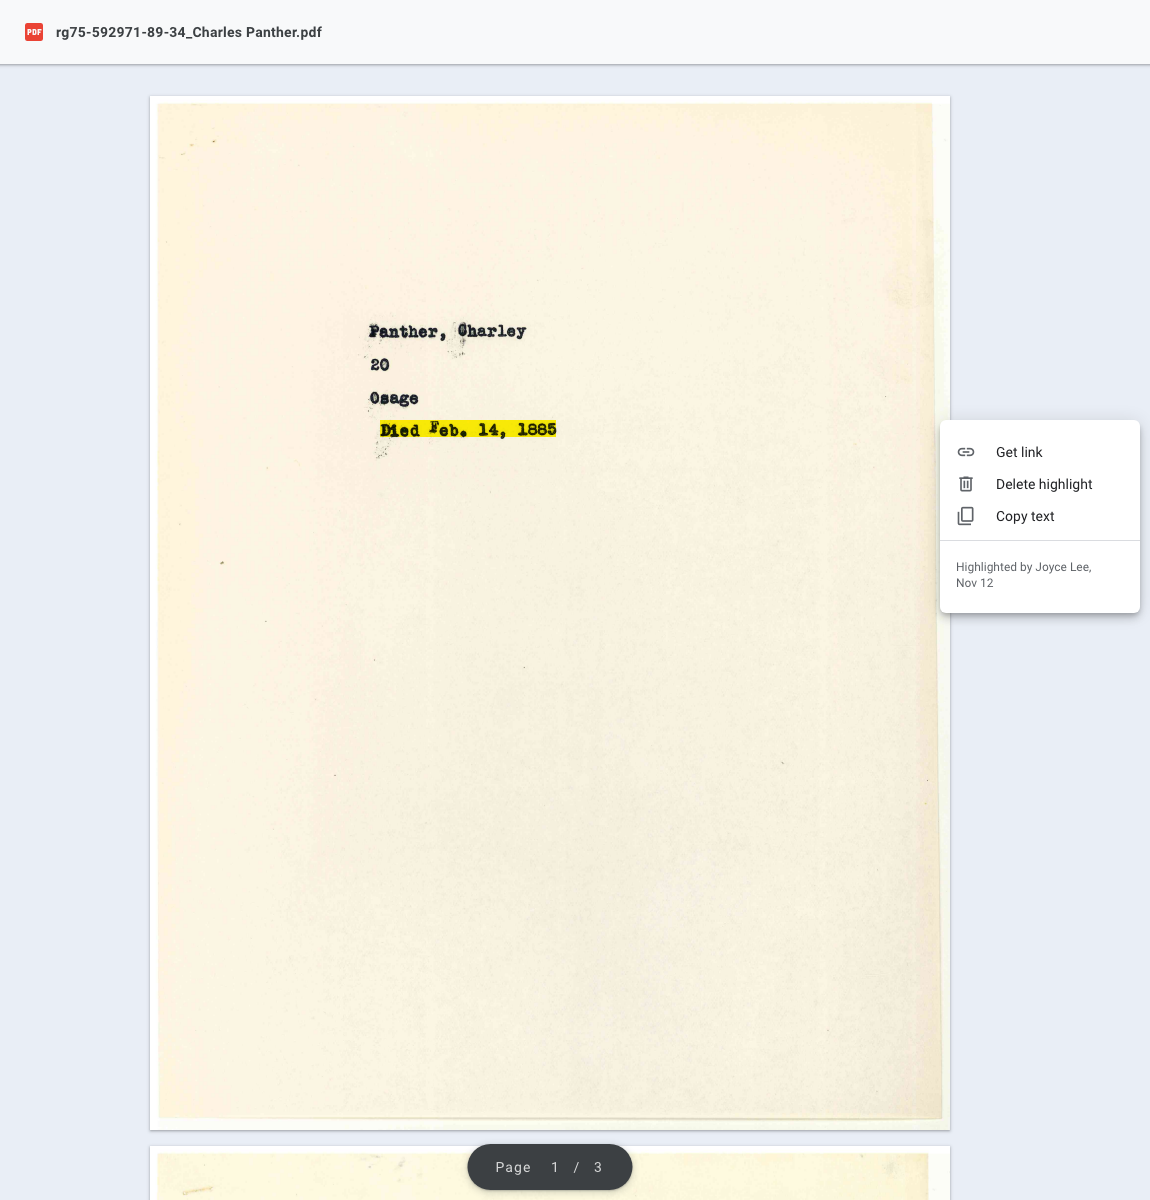 PDF rg75-592971-89-34_Charles Panther.pdf
Panther, Charley
20
Osage
Died Feb. 14, 1885
Get link
Delete highlight
Copy text
Highlighted by Joyce Lee,
Nov 12
Page 1 / 3